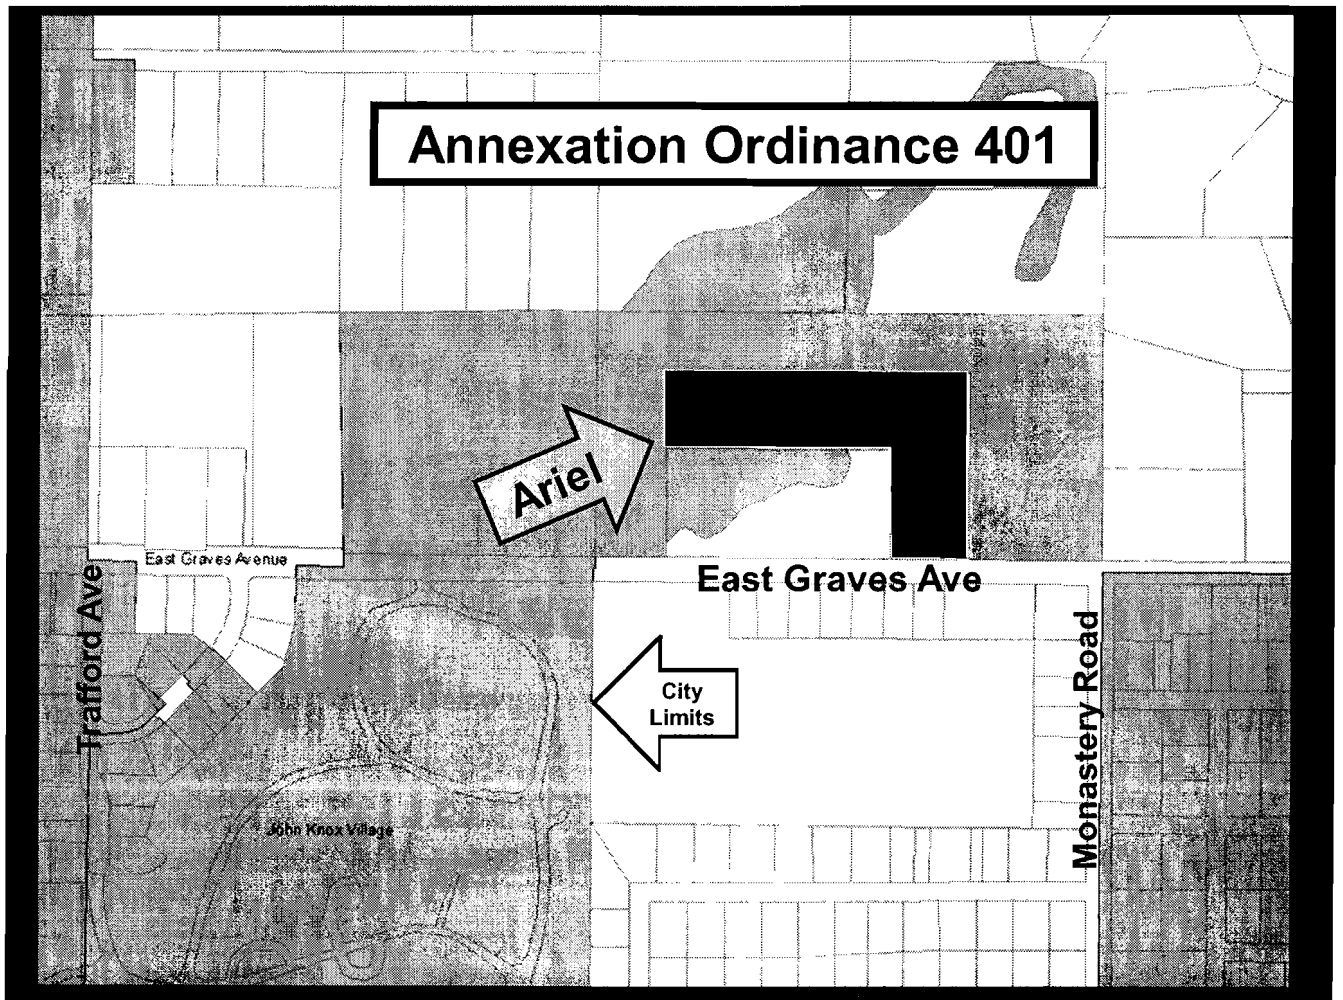 Annexation Ordinance 401
Ariel
East Graves Avenue
East Graves Ave
Trafford Ave
City
Limits
Monastery Road
John Knox Village